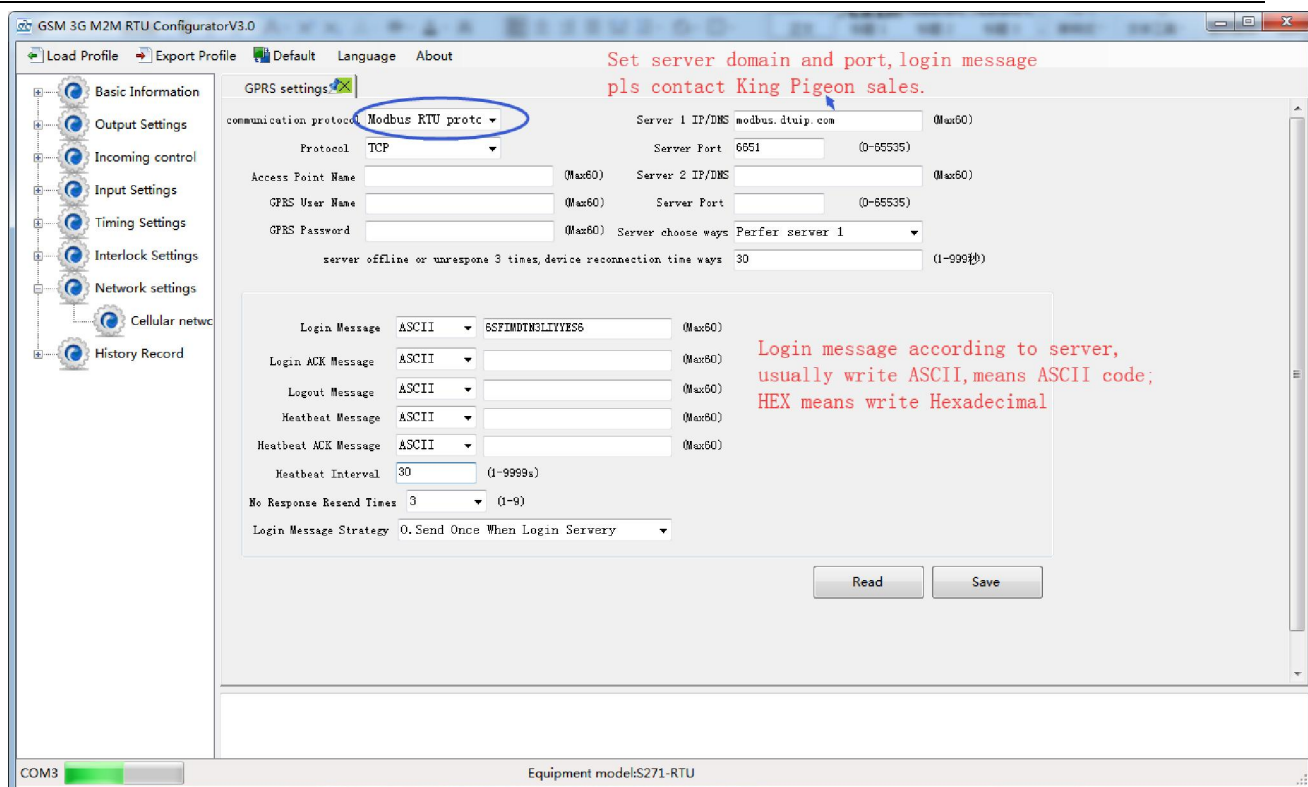 GSM 3G M2M RTU ConfiguratorV3.0
Load Profile Export Profile Default Language About
Set server domain and port,login message
pls contact King Pigeon sales.
Basic Information
Output Settings
Incoming control
Input Settings
Timing Settings
Interlock Settings
Network settings
Cellular netwc
History Record
GPRS settings
communication protocol Modbus RTU protc Server 1 IP/DNS modbus.dtuip.com (Max60)
Protocol TCP Server Port 6651 (0-65535)
Access Point Name (Max60) Server 2 IP/DNS (Max60)
GPRS User Name (Max60) Server Port (0-65535)
GPRS Password (Max60) Server choose ways Perfer server 1
server offline or unrespone 3 times,device reconnection time ways 30 (1-999秒)
Login Message ASCII 6SFIMDTN3LIYYES6 (Max60)
Login ACK Message ASCII (Max60)
Logout Message ASCII (Max60)
Heatbeat Message ASCII (Max60)
Heatbeat ACK Message ASCII (Max60)
Heatbeat Interval 30 (1-9999s)
No Response Resend Times 3 (1-9)
Login Message Strategy 0.Send Once When Login Servery
Login message according to server,
usually write ASCII,means ASCII code;
HEX means write Hexadecimal
Read Save
COM3 Equipment model:S271-RTU